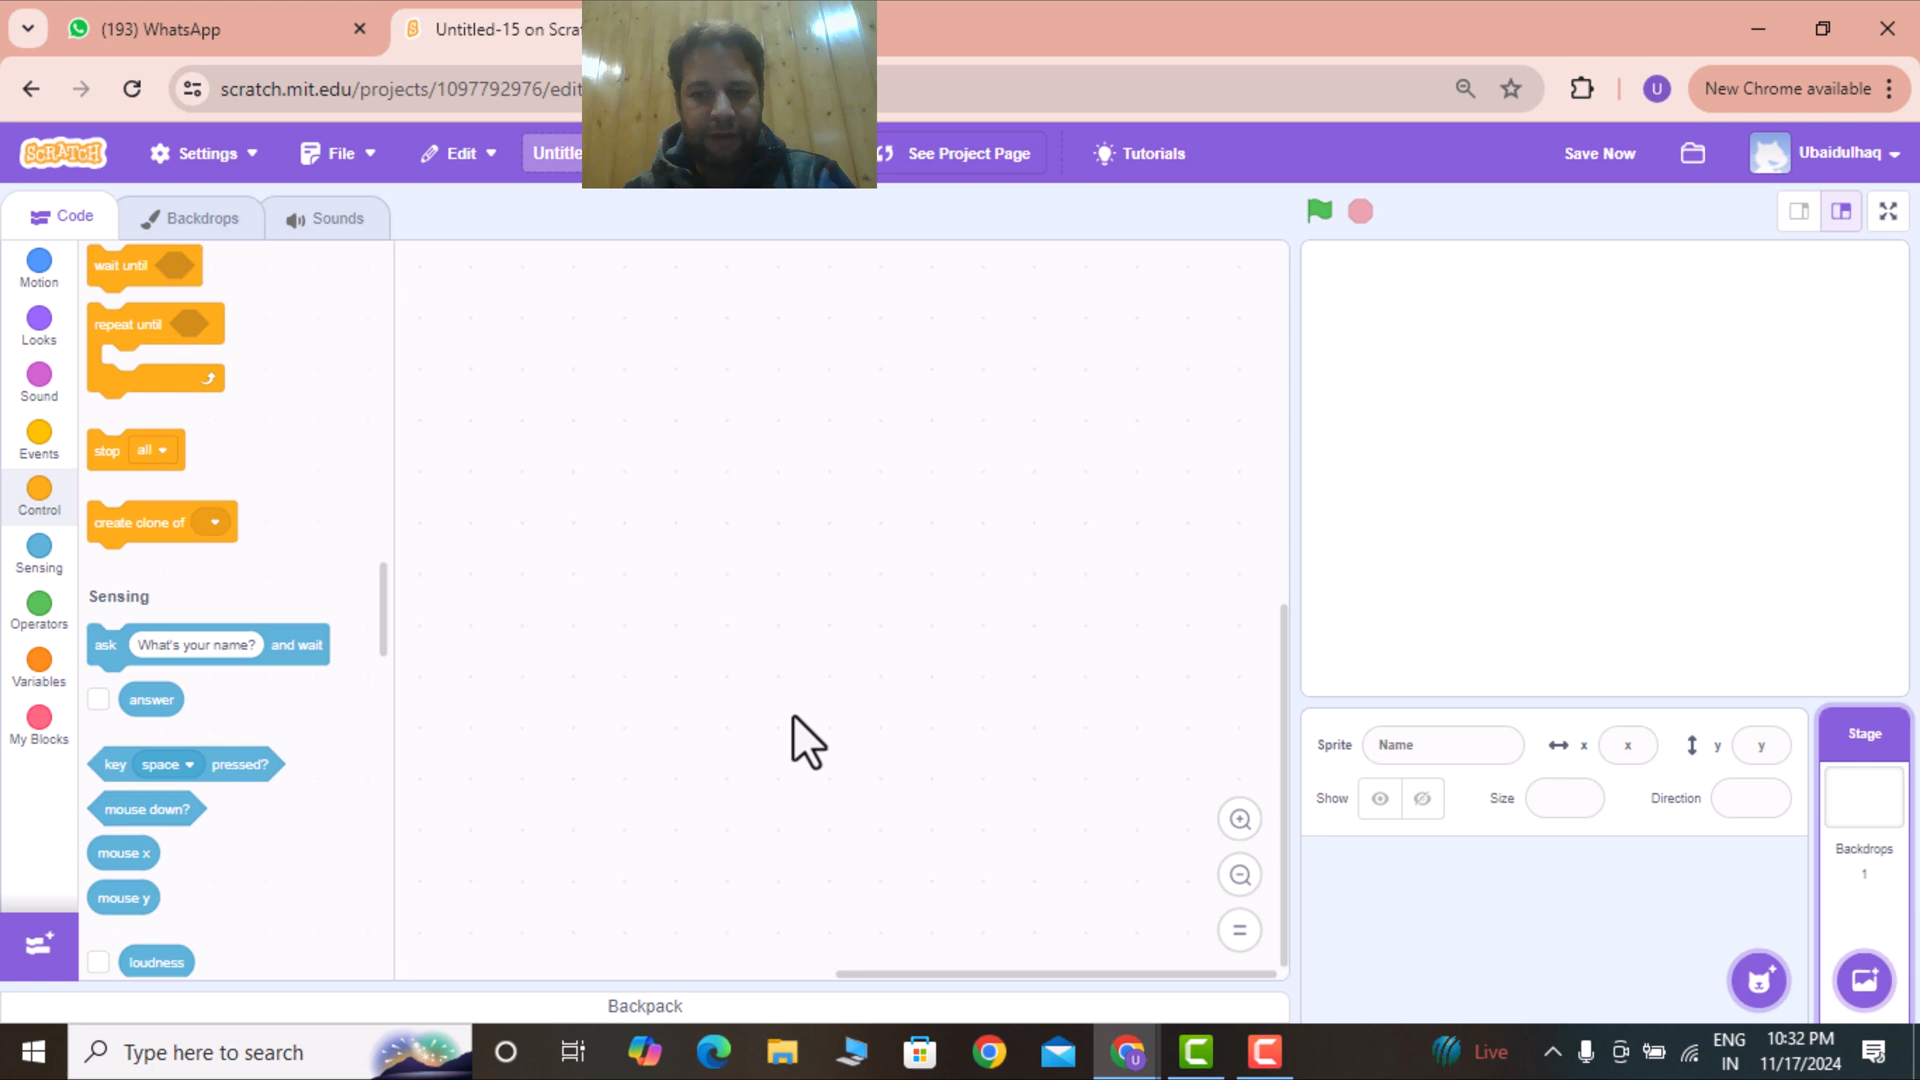 (193) WhatsApp
Untitled-15 on Scra
scratch.mit.edu/projects/1097792976/edit
New Chrome available
U
SCRATCH
Settings
File
Edit
Untitle
See Project Page
Tutorials
Save Now
Ubaidulhaq
Code
Backdrops
Sounds
Motion
Looks
Sound
Events
Control
Sensing
Operators
Variables
My Blocks
wait until
repeat until
stop all
create clone of
Sensing
ask What's your name? and wait
answer
key space pressed?
mouse down?
mouse x
mouse y
loudness
Sprite Name x x y y
Show Size Direction
Stage
Backdrops
1
Backpack
Type here to search
Live
ENG
IN
10:32 PM
11/17/2024